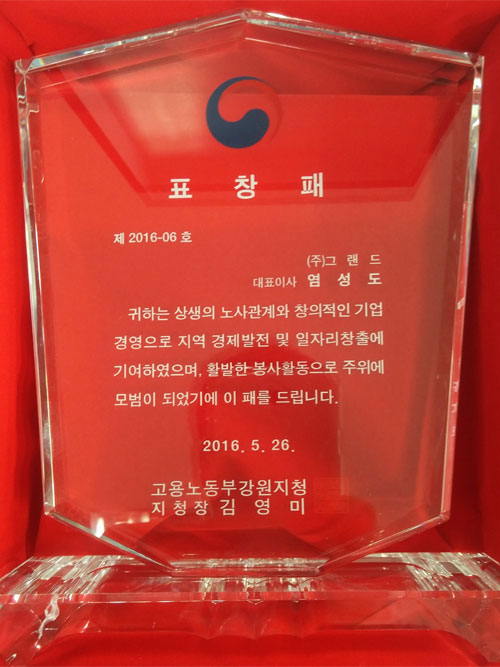 표 창 패
제 2016-06 호
(주)그 랜 드
대표이사 염 성 도
귀하는 상생의 노사관계와 창의적인 기업
경영으로 지역 경제발전 및 일자리창출에
기여하였으며, 활발한 봉사활동으로 주위에
모범이 되었기에 이 패를 드립니다.
2016. 5. 26.
고용노동부강원지청
지 청 장 김 영 미